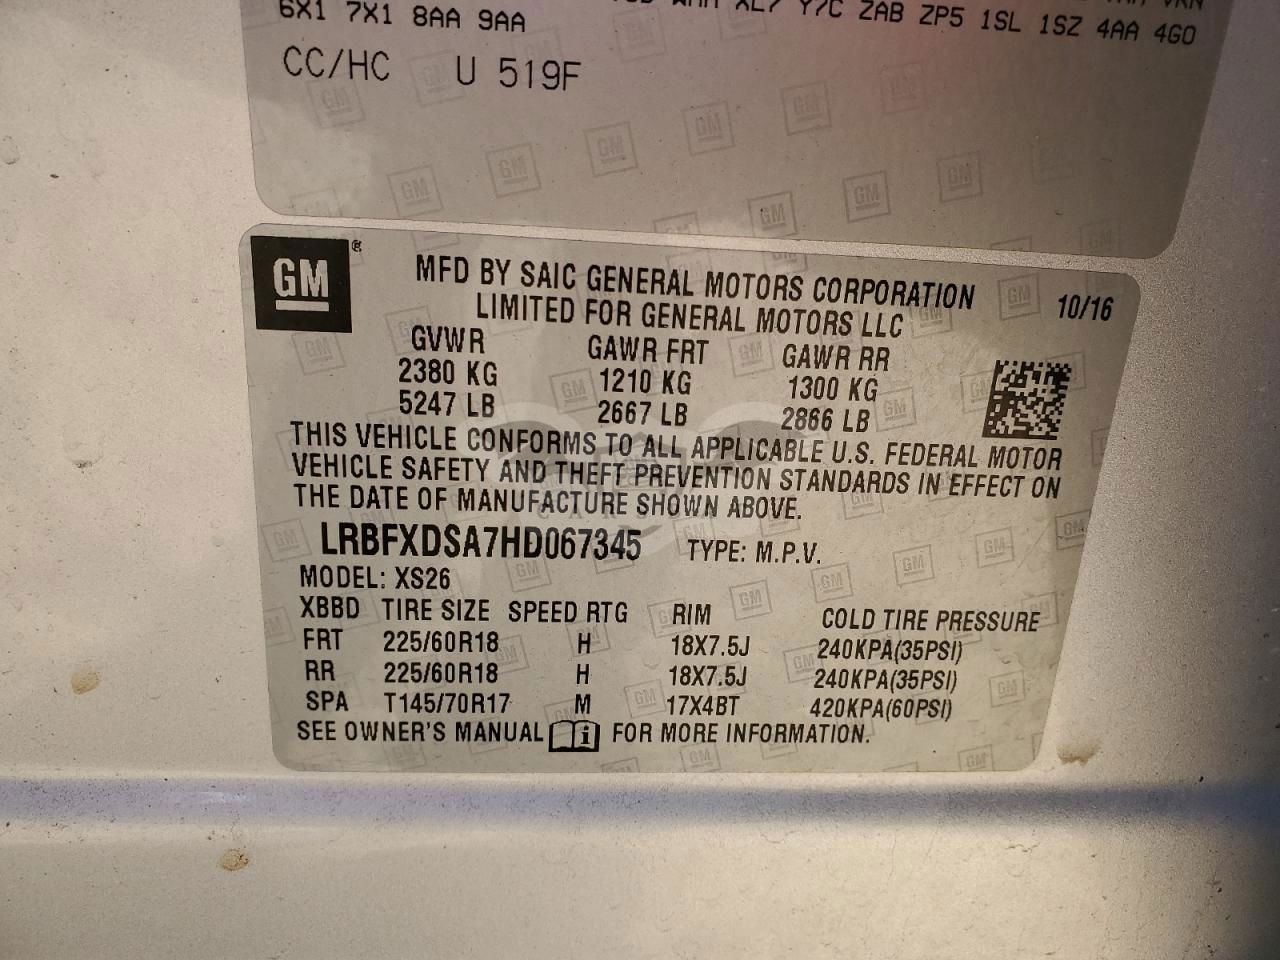 XL7 Y7C ZAB ZP5 1SL 1SZ 4AA 4G0
6X1 7X1 8AA 9AA
CC/HC U 519F
GM ®
MFD BY SAIC GENERAL MOTORS CORPORATION 10/16
LIMITED FOR GENERAL MOTORS LLC
GVWR GAWR FRT GAWR RR
2380 KG 1210 KG 1300 KG
5247 LB 2667 LB 2866 LB
THIS VEHICLE CONFORMS TO ALL APPLICABLE U.S. FEDERAL MOTOR
VEHICLE SAFETY AND THEFT PREVENTION STANDARDS IN EFFECT ON
THE DATE OF MANUFACTURE SHOWN ABOVE.
LRBFXDSA7HD067345 TYPE: M.P.V.
MODEL: XS26
XBBD TIRE SIZE SPEED RTG RIM COLD TIRE PRESSURE
FRT 225/60R18 H 18X7.5J 240KPA(35PSI)
RR 225/60R18 H 18X7.5J 240KPA(35PSI)
SPA T145/70R17 M 17X4BT 420KPA(60PSI)
SEE OWNER'S MANUAL i FOR MORE INFORMATION.